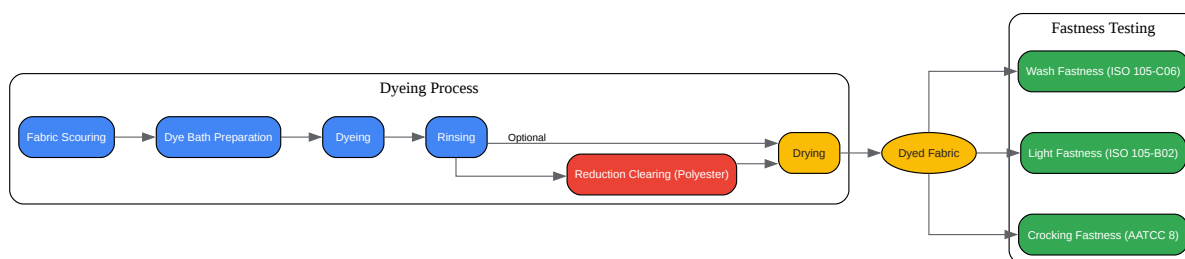 Fastness Testing
Dyeing Process
Wash Fastness (ISO 105-C06)
Fabric Scouring
Dye Bath Preparation
Dyeing
Rinsing
Optional
Reduction Clearing (Polyester)
Drying
Dyed Fabric
Light Fastness (ISO 105-B02)
Crocking Fastness (AATCC 8)